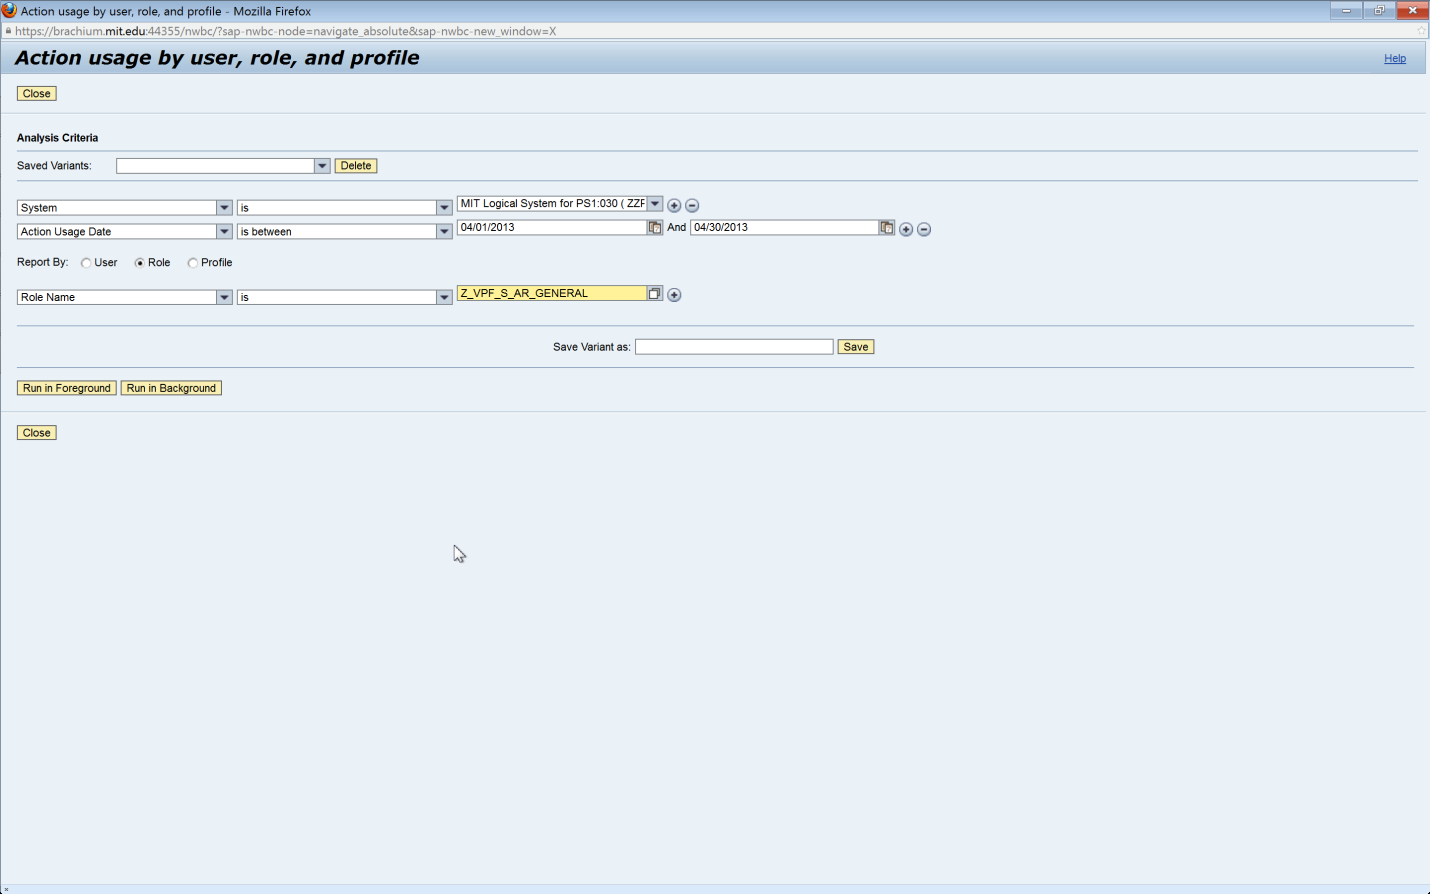 Action usage by user, role, and profile - Mozilla Firefox
https://brachium.mit.edu:44355/nwbc/?sap-nwbc-node=navigate_absolute&sap-nwbc-new_window=X
Action usage by user, role, and profile
Help
Close
Analysis Criteria
Saved Variants:
Delete
System is MIT Logical System for PS1:030 ( ZZF
Action Usage Date is between 04/01/2013 And 04/30/2013
Report By: User Role Profile
Role Name is Z_VPF_S_AR_GENERAL
Save Variant as: Save
Run in Foreground Run in Background
Close